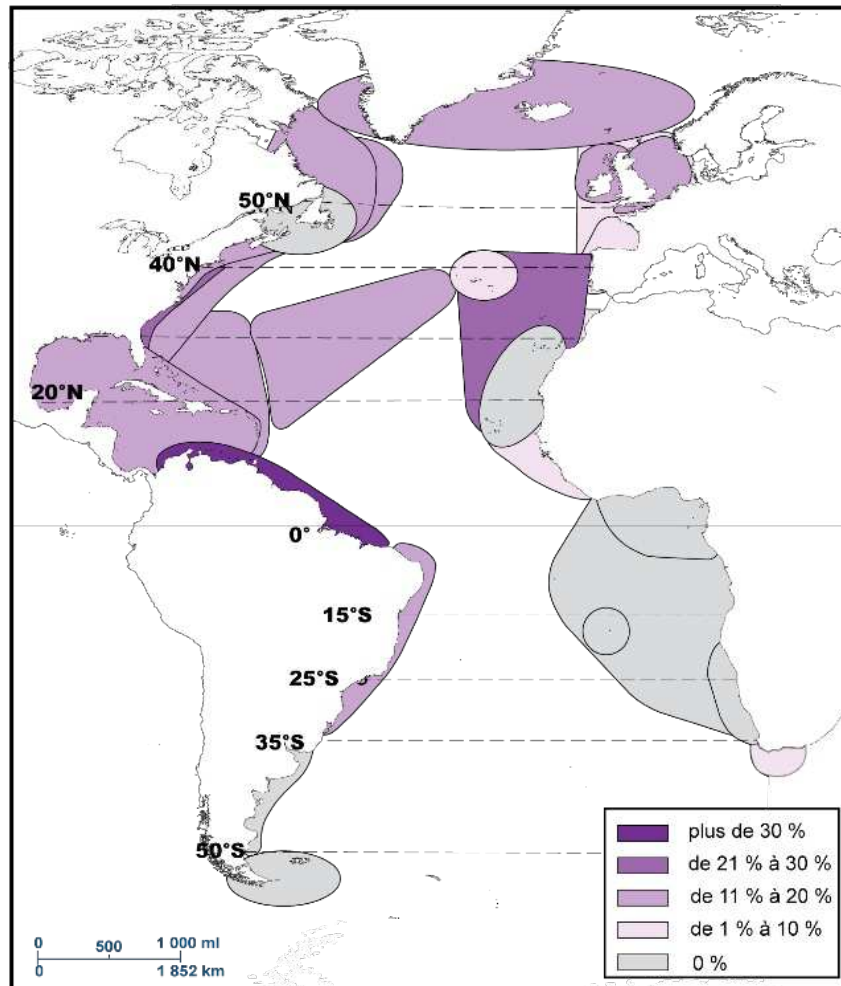 50°N
40°N
20°N
0°
15°S
25°S
35°S
50°S
plus de 30 %
de 21 % à 30 %
de 11 % à 20 %
de 1 % à 10 %
0 %
0 500 1 000 ml
0 1 852 km